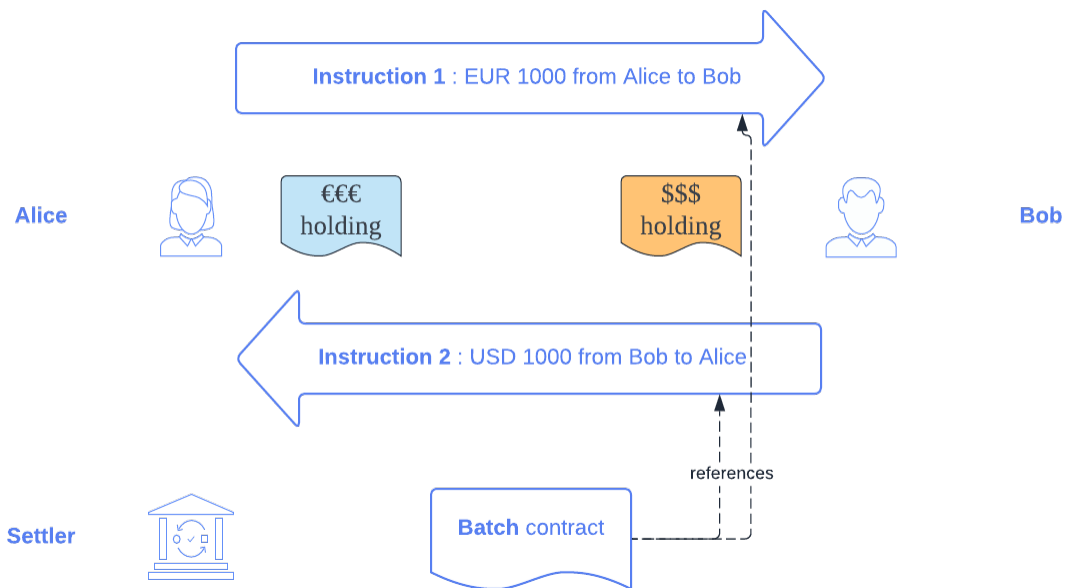 Instruction 1 : EUR 1000 from Alice to Bob
Alice
€€€
holding
$$$
holding
Bob
Instruction 2 : USD 1000 from Bob to Alice
references
Settler
Batch contract